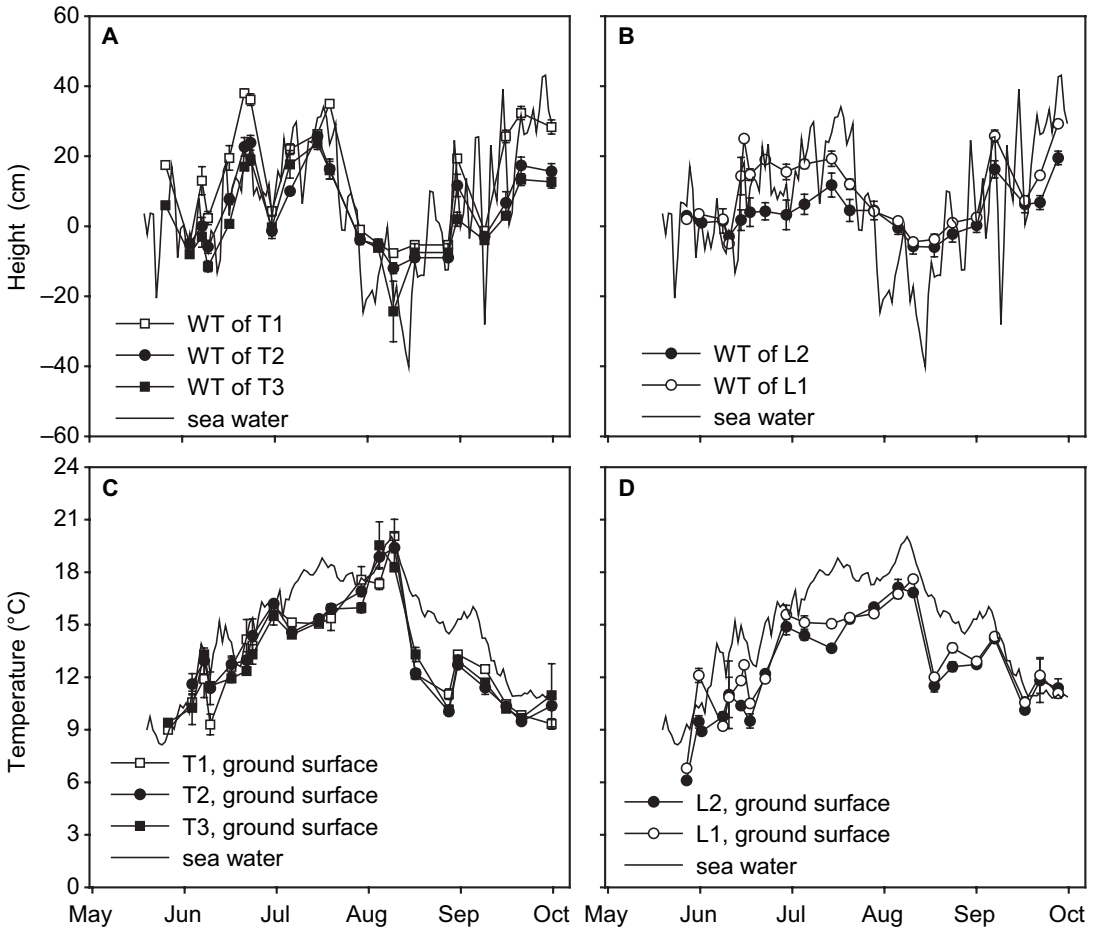 60
40
20
0
–20
–40
–60
Height (cm)
A
WT of T1
WT of T2
WT of T3
sea water
B
WT of L2
WT of L1
sea water
24
21
18
15
12
9
6
3
0
Temperature (°C)
C
T1, ground surface
T2, ground surface
T3, ground surface
sea water
May Jun Jul Aug Sep Oct
D
L2, ground surface
L1, ground surface
sea water
May Jun Jul Aug Sep Oct